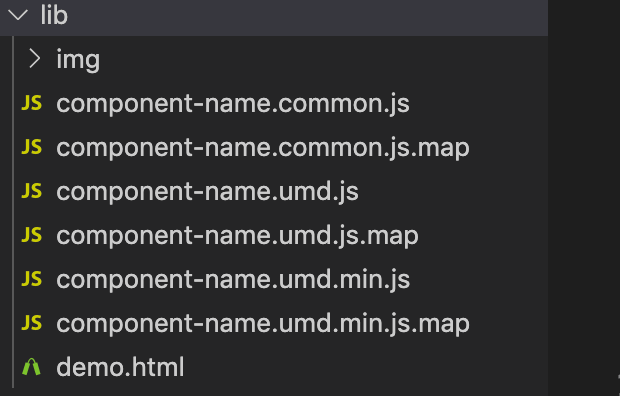 lib
img
JS component-name.common.js
JS component-name.common.js.map
JS component-name.umd.js
JS component-name.umd.js.map
JS component-name.umd.min.js
JS component-name.umd.min.js.map
demo.html